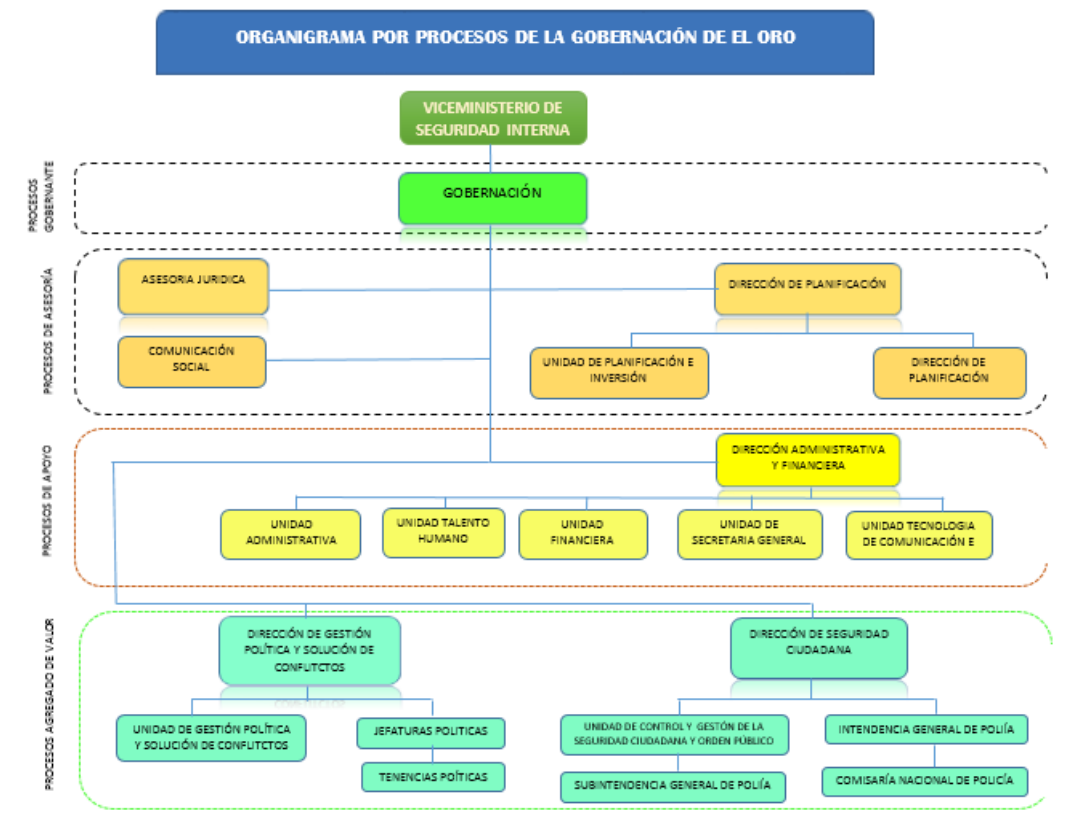 ORGANIGRAMA POR PROCESOS DE LA GOBERNACIÓN DE EL ORO
VICEMINISTERIO DE
SEGURIDAD INTERNA
PROCESOS
GOBERNANTE
GOBERNACIÓN
PROCESOS DE ASESORÍA
ASESORIA JURIDICA
DIRECCIÓN DE PLANIFICACIÓN
COMUNICACIÓN
SOCIAL
UNIDAD DE PLANIFICACIÓN E
INVERSIÓN
DIRECCIÓN DE
PLANIFICACIÓN
PROCESOS DE APOYO
DIRECCIÓN ADMINISTRATIVA
Y FINANCIERA
UNIDAD
ADMINISTRATIVA
UNIDAD TALENTO
HUMANO
UNIDAD
FINANCIERA
UNIDAD DE
SECRETARIA GENERAL
UNIDAD TECNOLOGIA
DE COMUNICACIÓN E
PROCESOS AGREGADO DE VALOR
DIRECCIÓN DE GESTIÓN
POLÍTICA Y SOLUCIÓN DE
CONFLITCTOS
DIRECCIÓN DE SEGURIDAD
CIUDADANA
UNIDAD DE GESTIÓN POLÍTICA
Y SOLUCIÓN DE CONFLITCTOS
JEFATURAS POLITICAS
TENENCIAS POÍTICAS
UNIDAD DE CONTROL Y GESTÓN DE LA
SEGURIDAD CIUDADANA Y ORDEN PÚBLICO
SUBINTENDENCIA GENERAL DE POLIÍA
INTENDENCIA GENERAL DE POLIÍA
COMISARÍA NACIONAL DE POLICÍA